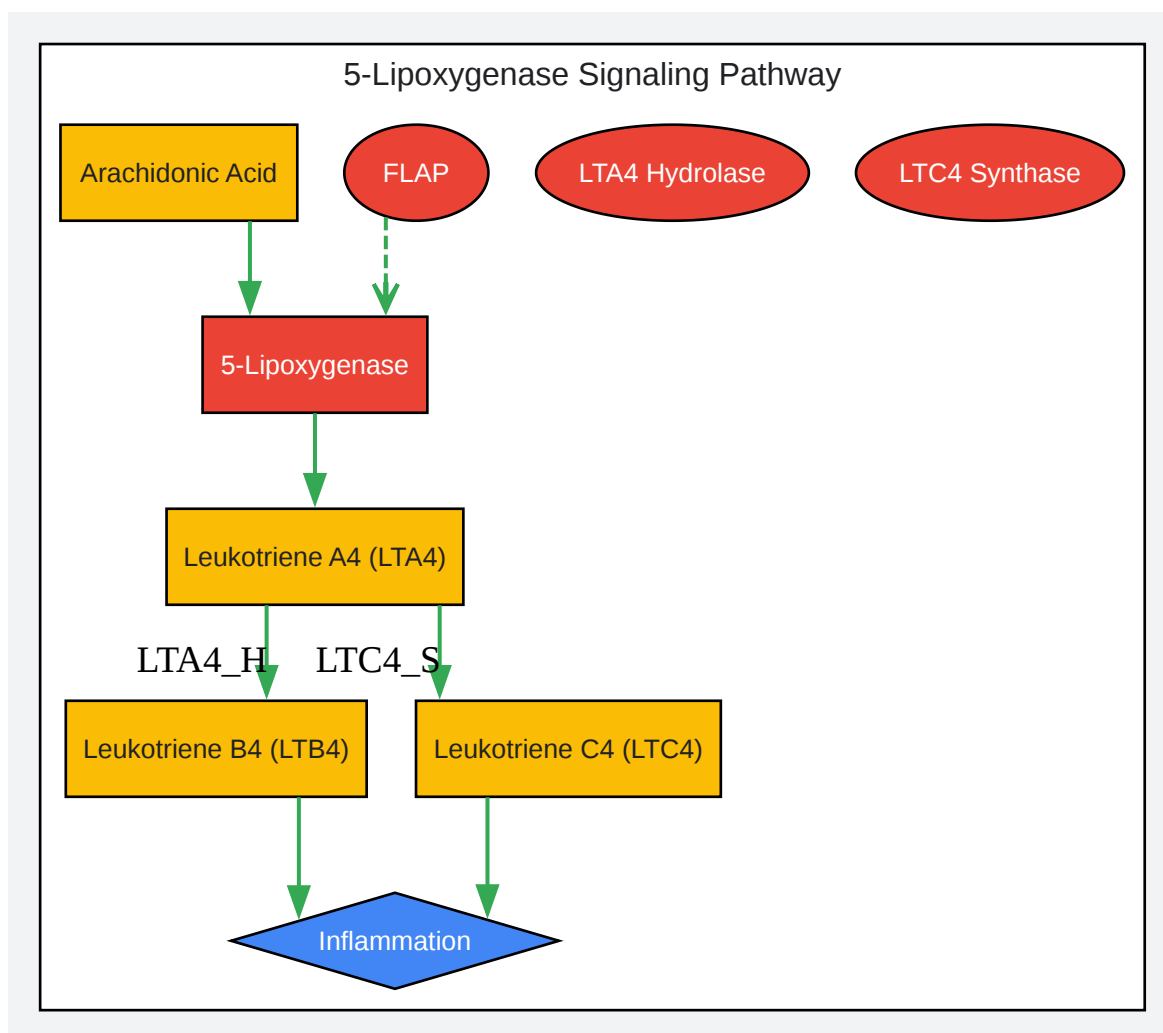 5-Lipoxygenase Signaling Pathway
Arachidonic Acid
FLAP
LTA4 Hydrolase
LTC4 Synthase
5-Lipoxygenase
Leukotriene A4 (LTA4)
LTA4_H
LTC4_S
Leukotriene B4 (LTB4)
Leukotriene C4 (LTC4)
Inflammation